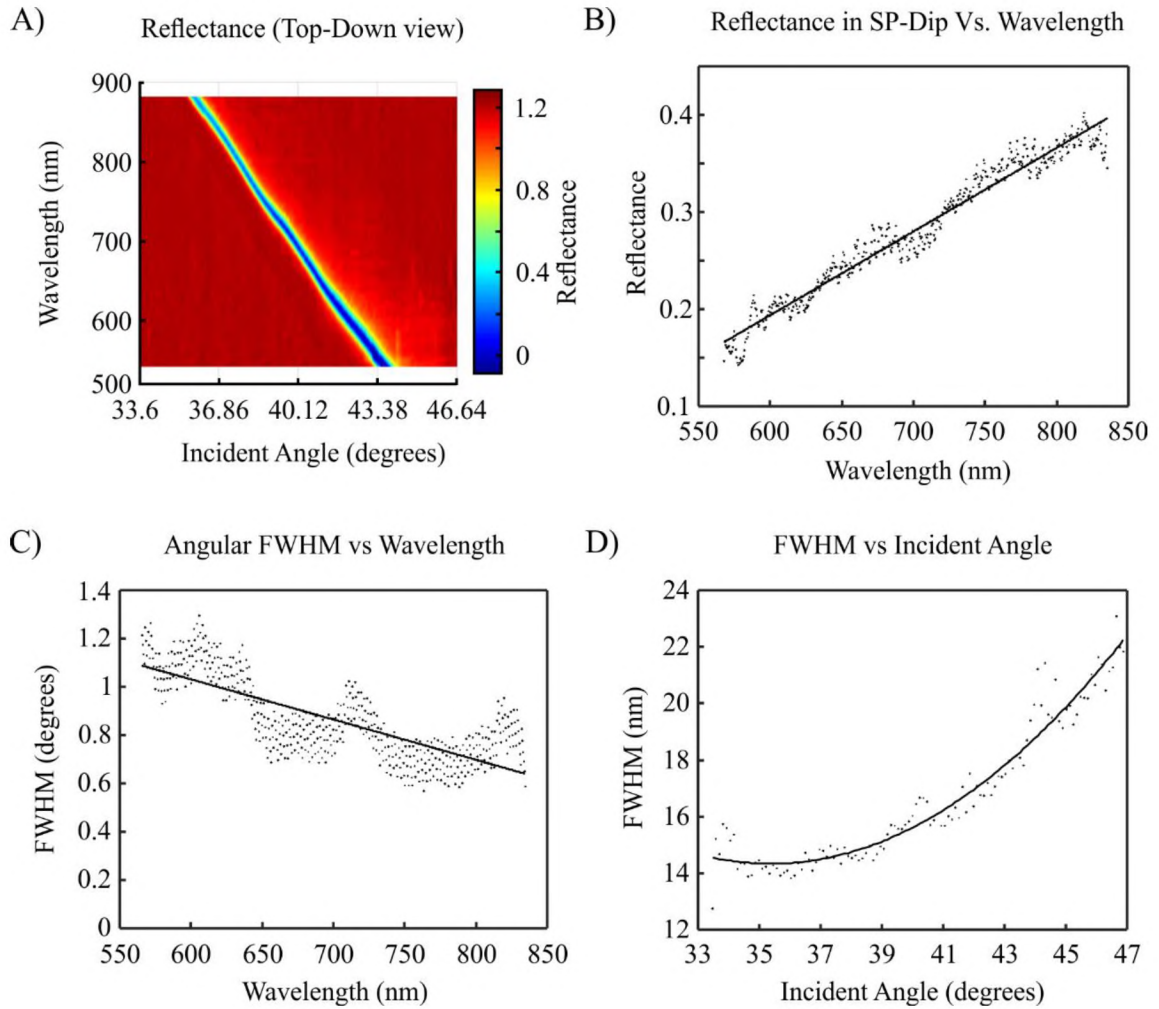 A)
Reflectance (Top-Down view)
900
800
700
600
500
Wavelength (nm)
33.6 36.86 40.12 43.38 46.64
Incident Angle (degrees)
1.2
0.8
0.4
0
Reflectance
B)
Reflectance in SP-Dip Vs. Wavelength
0.4
0.3
0.2
0.1
Reflectance
550 600 650 700 750 800 850
Wavelength (nm)
C)
Angular FWHM vs Wavelength
1.4
1.2
1
0.8
0.6
0.4
0.2
0
FWHM (degrees)
550 600 650 700 750 800 850
Wavelength (nm)
D)
FWHM vs Incident Angle
24
22
20
18
16
14
12
FWHM (nm)
33 35 37 39 41 43 45 47
Incident Angle (degrees)